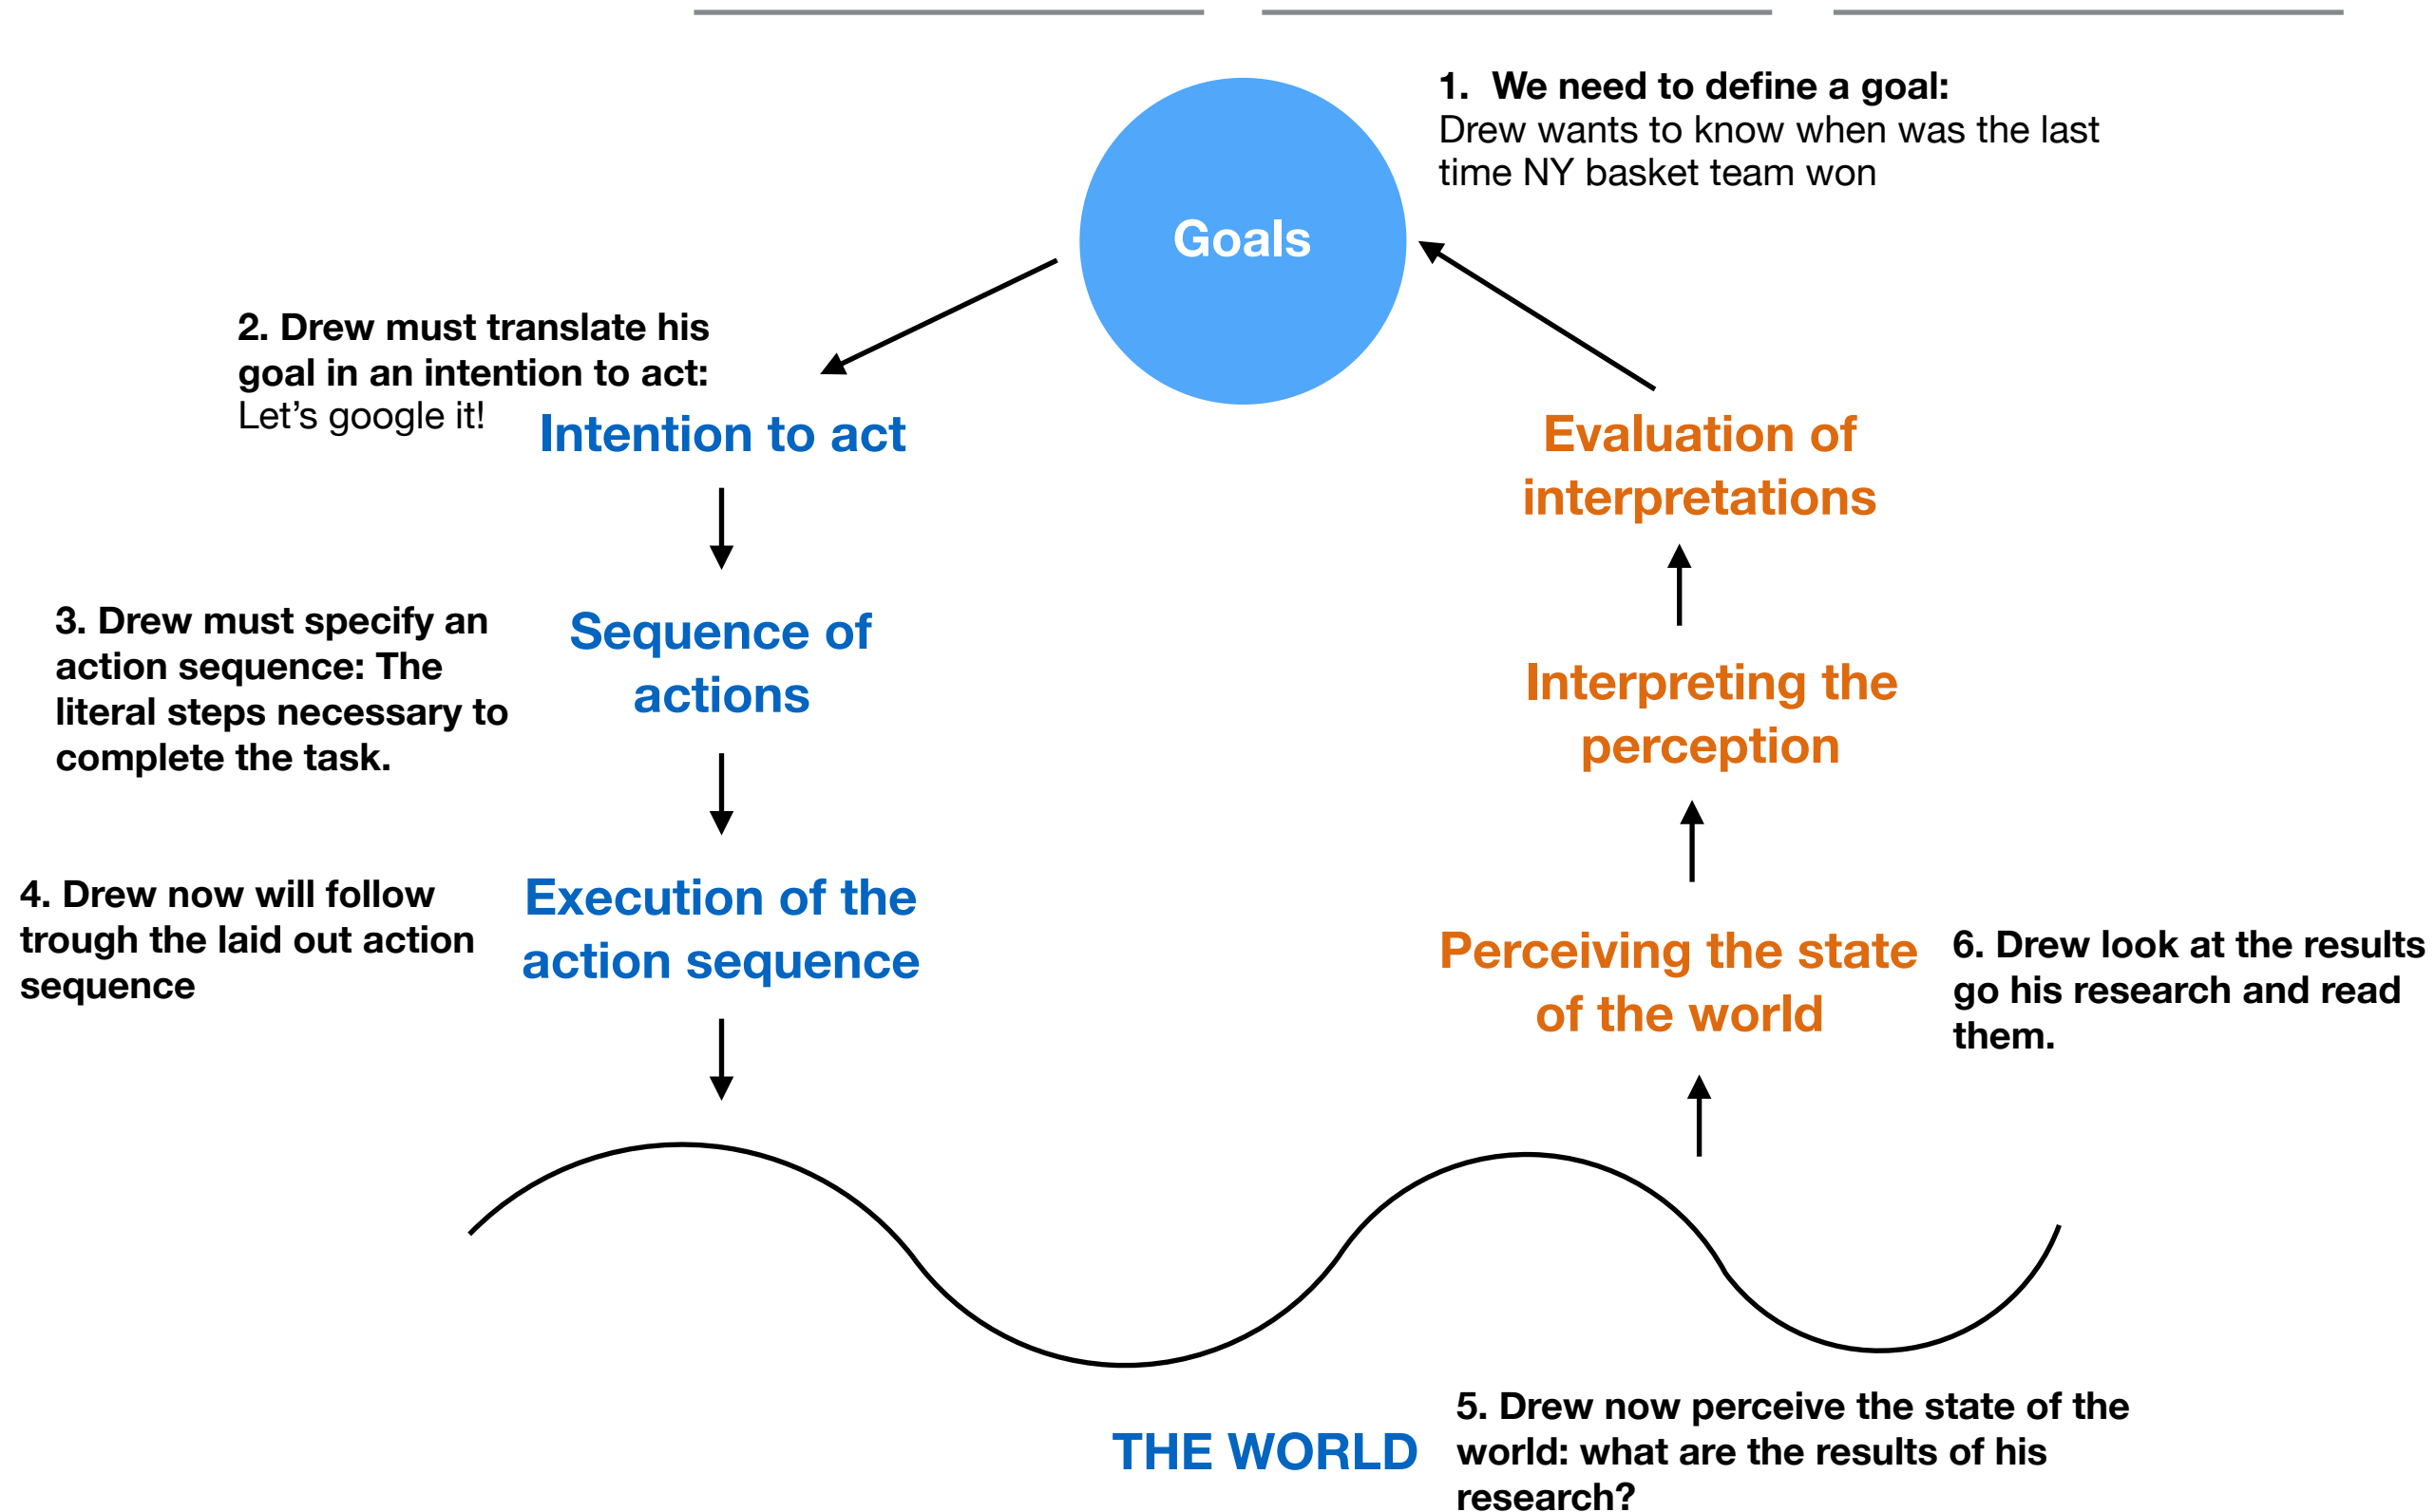 1. We need to define a goal:
Drew wants to know when was the last
time NY basket team won
Goals
2. Drew must translate his
goal in an intention to act:
Let’s google it!
Intention to act
Evaluation of
interpretations
3. Drew must specify an
action sequence: The
literal steps necessary to
complete the task.
Sequence of
actions
Interpreting the
perception
4. Drew now will follow
trough the laid out action
sequence
Execution of the
action sequence
Perceiving the state
of the world
6. Drew look at the results
go his research and read
them.
THE WORLD
5. Drew now perceive the state of the
world: what are the results of his
research?